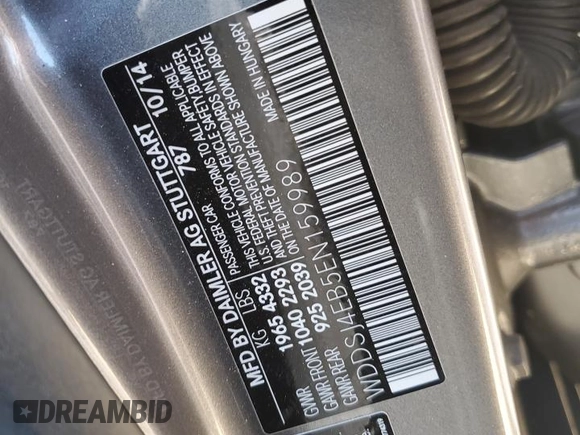 MFD BY DAIMLER AG STUTTGART 787 10/14
KG LBS PASSENGER CAR
GVWR 1965 4332
GAWR FRONT 1040 2293
GAWR REAR 925 2039
THIS VEHICLE CONFORMS TO ALL APPLICABLE
U.S. FEDERAL MOTOR VEHICLE SAFETY BUMPER
AND THEFT PREVENTION STANDARDS IN EFFECT
IN THE DATE OF MANUFACTURE SHOWN ABOVE
MADE IN HUNGARY
WDDSJ4EB5EN159989
DREAMBID